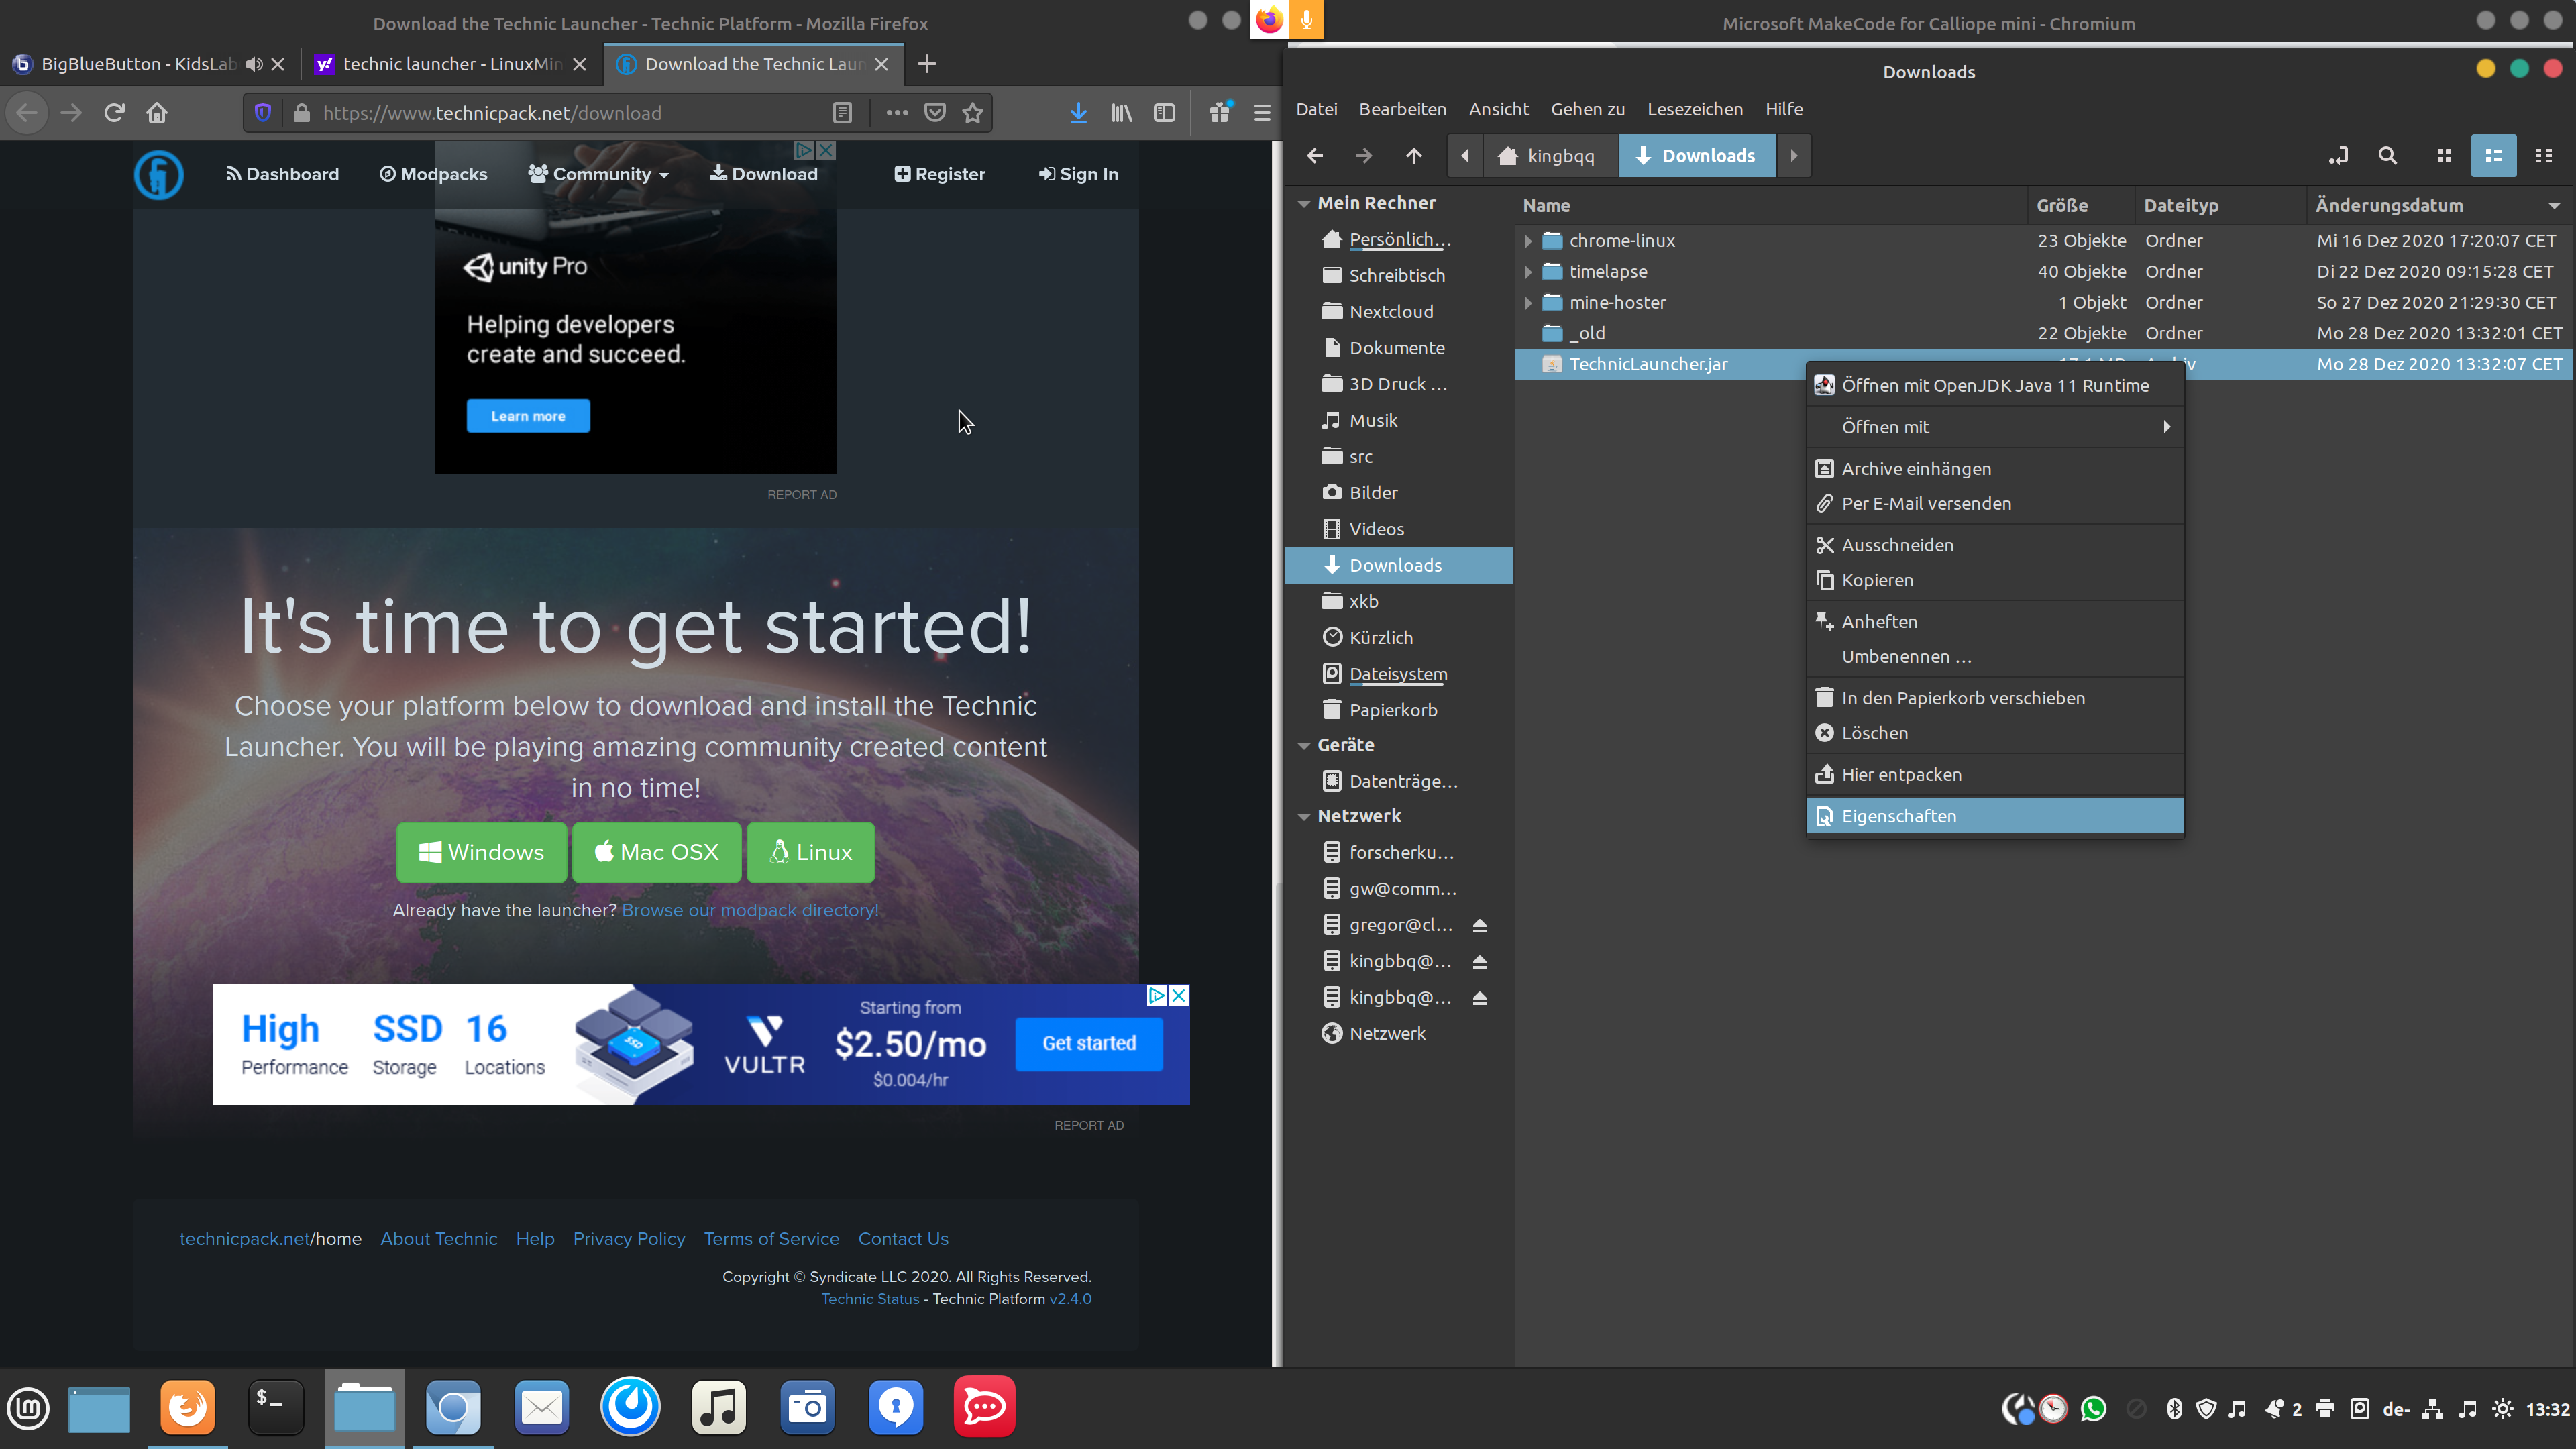 Download the Technic Launcher - Technic Platform - Mozilla Firefox
BigBlueButton - KidsLab
technic launcher - LinuxMin
Download the Technic Laun
https://www.technicpack.net/download
Dashboard
Modpacks
Community
Download
Register
Sign In
unity Pro
Helping developers
create and succeed.
Learn more
REPORT AD
It's time to get started!
Choose your platform below to download and install the Technic
Launcher. You will be playing amazing community created content
in no time!
Windows
Mac OSX
Linux
Already have the launcher? Browse our modpack directory!
High
Performance
SSD
Storage
16
Locations
SSD
VULTR
Starting from
$2.50/mo
$0.004/hr
Get started
REPORT AD
technicpack.net/home About Technic Help Privacy Policy Terms of Service Contact Us
Copyright © Syndicate LLC 2020. All Rights Reserved.
Technic Status - Technic Platform v2.4.0
Microsoft MakeCode for Calliope mini - Chromium
Downloads
Datei Bearbeiten Ansicht Gehen zu Lesezeichen Hilfe
kingbqq
Downloads
Mein Rechner
Persönlich...
Schreibtisch
Nextcloud
Dokumente
3D Druck ...
Musik
src
Bilder
Videos
Downloads
xkb
Kürzlich
Dateisystem
Papierkorb
Geräte
Datenträge...
Netzwerk
forscherku...
gw@comm...
gregor@cl...
kingbbq@...
kingbbq@...
Netzwerk
Name Größe Dateityp Änderungsdatum
chrome-linux 23 Objekte Ordner Mi 16 Dez 2020 17:20:07 CET
timelapse 40 Objekte Ordner Di 22 Dez 2020 09:15:28 CET
mine-hoster 1 Objekt Ordner So 27 Dez 2020 21:29:30 CET
_old 22 Objekte Ordner Mo 28 Dez 2020 13:32:01 CET
TechnicLauncher.jar Mo 28 Dez 2020 13:32:07 CET
Öffnen mit OpenJDK Java 11 Runtime
Öffnen mit
Archive einhängen
Per E-Mail versenden
Ausschneiden
Kopieren
Anheften
Umbenennen ...
In den Papierkorb verschieben
Löschen
Hier entpacken
Eigenschaften
2
de-
13:32